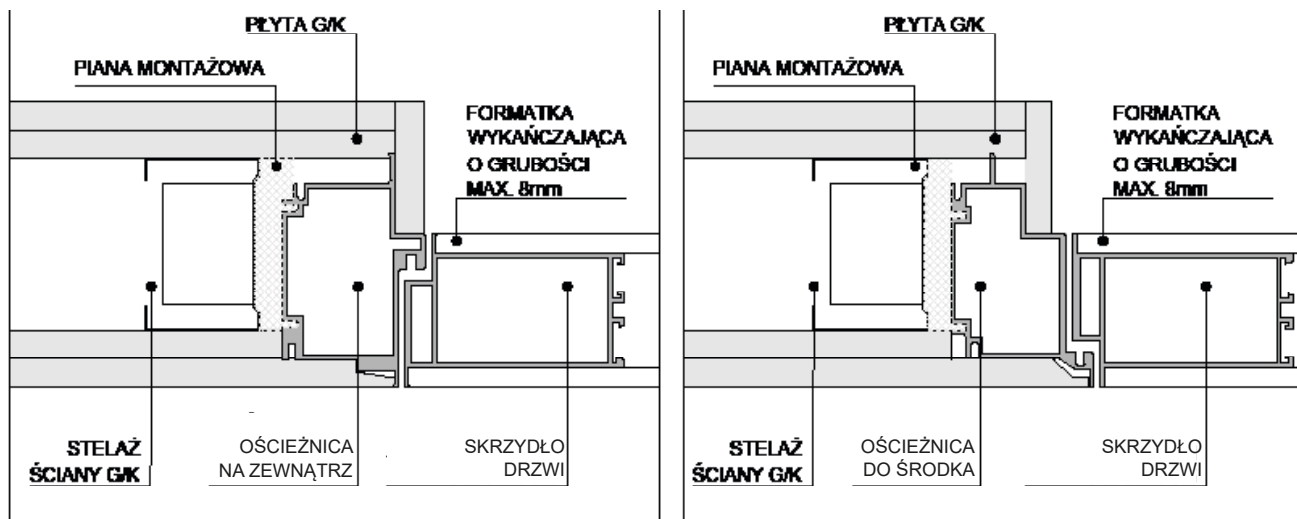 PŁYTA G/K
PIANA MONTAŻOWA
FORMATKA
WYKAŃCZAJĄCA
O GRUBOŚCI
MAX. 8mm
STELAŻ
ŚCIANY G/K
OŚCIEŻNICA
NA ZEWNĄTRZ
SKRZYDŁO
DRZWI
PŁYTA G/K
PIANA MONTAŻOWA
FORMATKA
WYKAŃCZAJĄCA
O GRUBOŚCI
MAX. 8mm
STELAŻ
ŚCIANY G/K
OŚCIEŻNICA
DO ŚRODKA
SKRZYDŁO
DRZWI